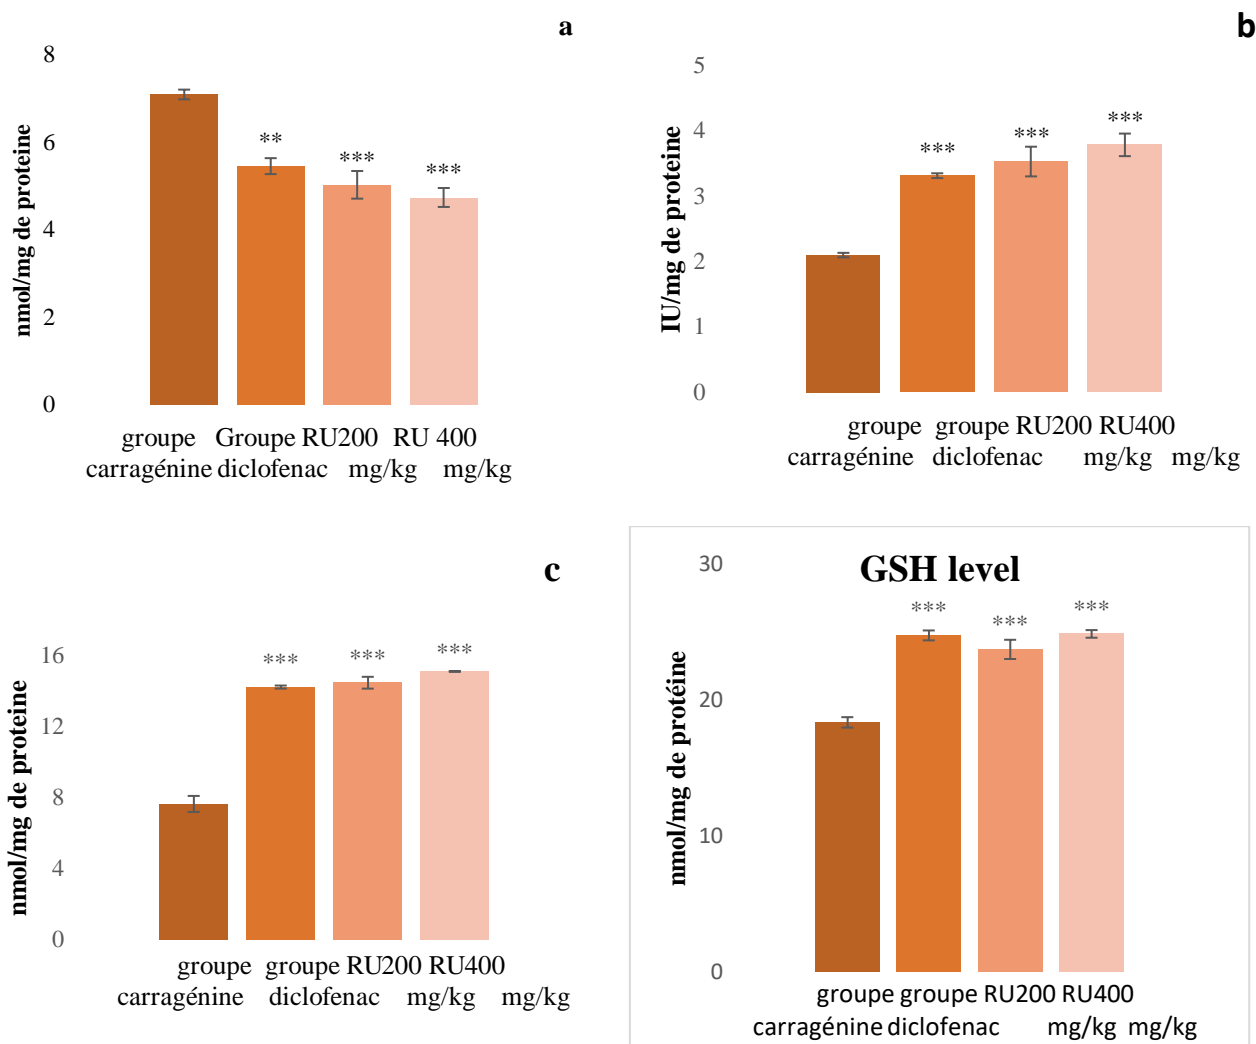 a
8
6
4
2
0
nmol/mg de proteine
**
***
***
groupe Groupe RU200 RU 400
carragénine diclofenac mg/kg mg/kg
b
5
4
3
2
1
0
IU/mg de proteine
***
***
***
groupe groupe RU200 RU400
carragénine diclofenac mg/kg mg/kg
c
16
12
8
4
0
nmol/mg de proteine
***
***
***
groupe groupe RU200 RU400
carragénine diclofenac mg/kg mg/kg
GSH level
30
20
10
0
nmol/mg de protéine
***
***
***
groupe groupe RU200 RU400
carragénine diclofenac mg/kg mg/kg